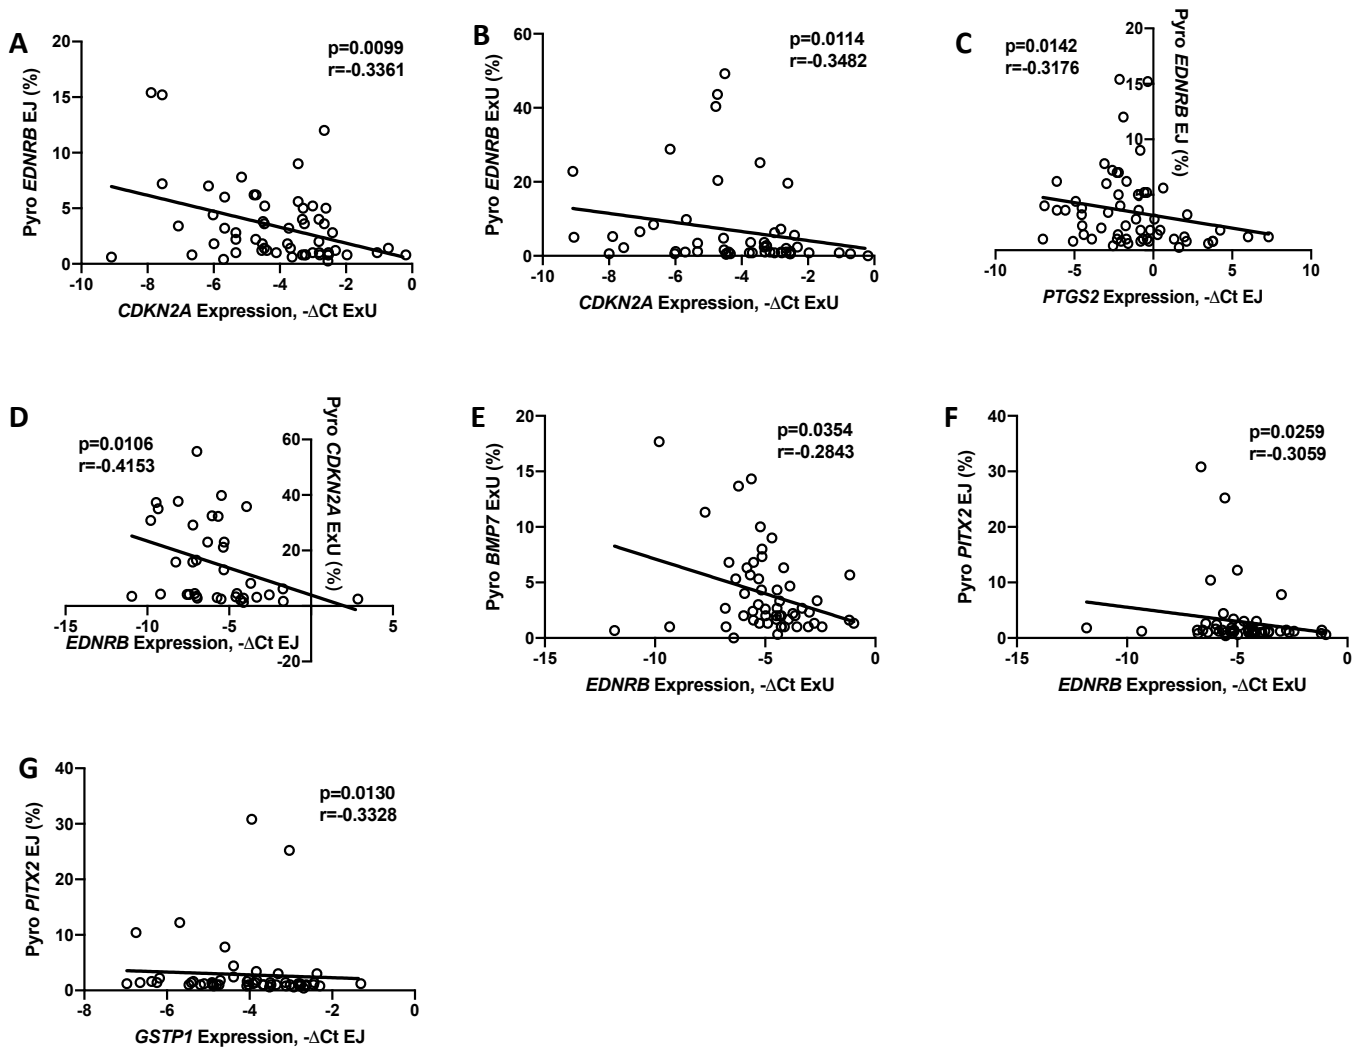 A
20
15
10
5
0
Pyro EDNRB EJ (%)
p=0.0099
r=-0.3361
-10
-8
-6
-4
-2
0
CDKN2A Expression, -ΔCt ExU
B
60
40
20
0
Pyro EDNRB ExU (%)
p=0.0114
r=-0.3482
-10
-8
-6
-4
-2
0
CDKN2A Expression, -ΔCt ExU
C
p=0.0142
r=-0.3176
20
15
10
5
Pyro EDNRB EJ (%)
-10
-5
0
5
10
PTGS2 Expression, -ΔCt EJ
D
p=0.0106
r=-0.4153
60
40
20
-20
Pyro CDKN2A ExU (%)
-15
-10
-5
5
EDNRB Expression, -ΔCt EJ
E
20
15
10
5
0
Pyro BMP7 ExU (%)
p=0.0354
r=-0.2843
-15
-10
-5
0
EDNRB Expression, -ΔCt ExU
F
40
30
20
10
0
Pyro PITX2 EJ (%)
p=0.0259
r=-0.3059
-15
-10
-5
0
EDNRB Expression, -ΔCt ExU
G
40
30
20
10
0
Pyro PITX2 EJ (%)
p=0.0130
r=-0.3328
-8
-6
-4
-2
0
GSTP1 Expression, -ΔCt EJ